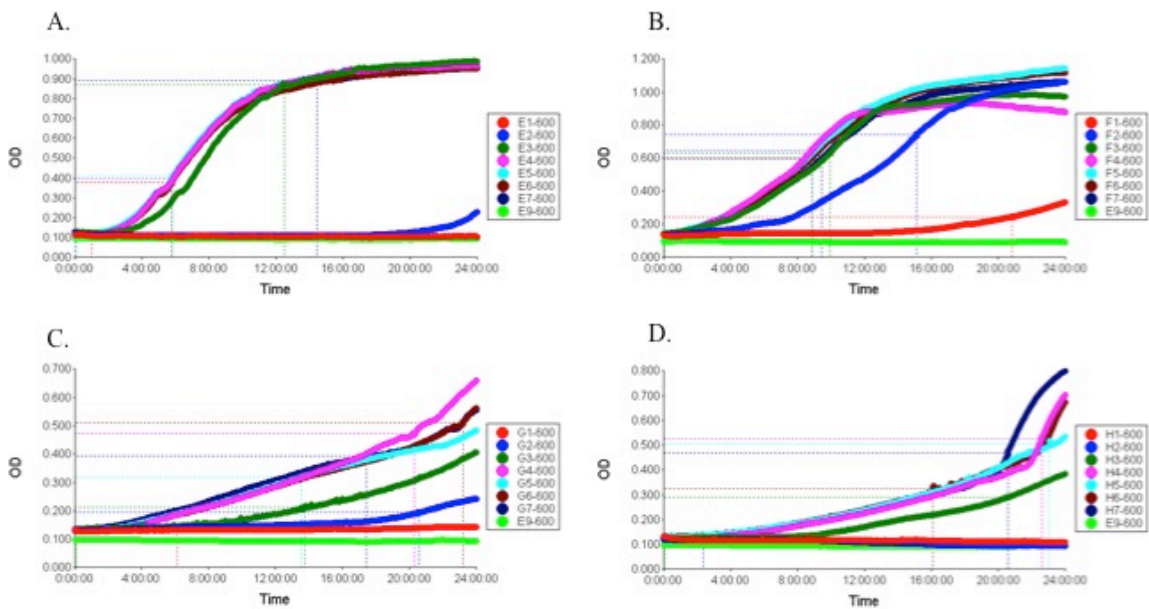 A.
1.000
0.900
0.800
0.700
0.600
0.500
0.400
0.300
0.200
0.100
0.000
OD
0:00:00 4:00:00 8:00:00 12:00:00 16:00:00 20:00:00 24:00:00
Time
E1-600
E2-600
E3-600
E4-600
E5-600
E6-600
E7-600
E9-600
B.
1.200
1.000
0.800
0.600
0.400
0.200
0.000
OD
0:00:00 4:00:00 8:00:00 12:00:00 16:00:00 20:00:00 24:00:00
Time
F1-600
F2-600
F3-600
F4-600
F5-600
F6-600
F7-600
E9-600
C.
0.700
0.600
0.500
0.400
0.300
0.200
0.100
0.000
OD
0:00:00 4:00:00 8:00:00 12:00:00 16:00:00 20:00:00 24:00:00
Time
G1-600
G2-600
G3-600
G4-600
G5-600
G6-600
G7-600
E9-600
D.
0.800
0.700
0.600
0.500
0.400
0.300
0.200
0.100
0.000
OD
0:00:00 4:00:00 8:00:00 12:00:00 16:00:00 20:00:00 24:00:00
Time
H1-600
H2-600
H3-600
H4-600
H5-600
H6-600
H7-600
E9-600